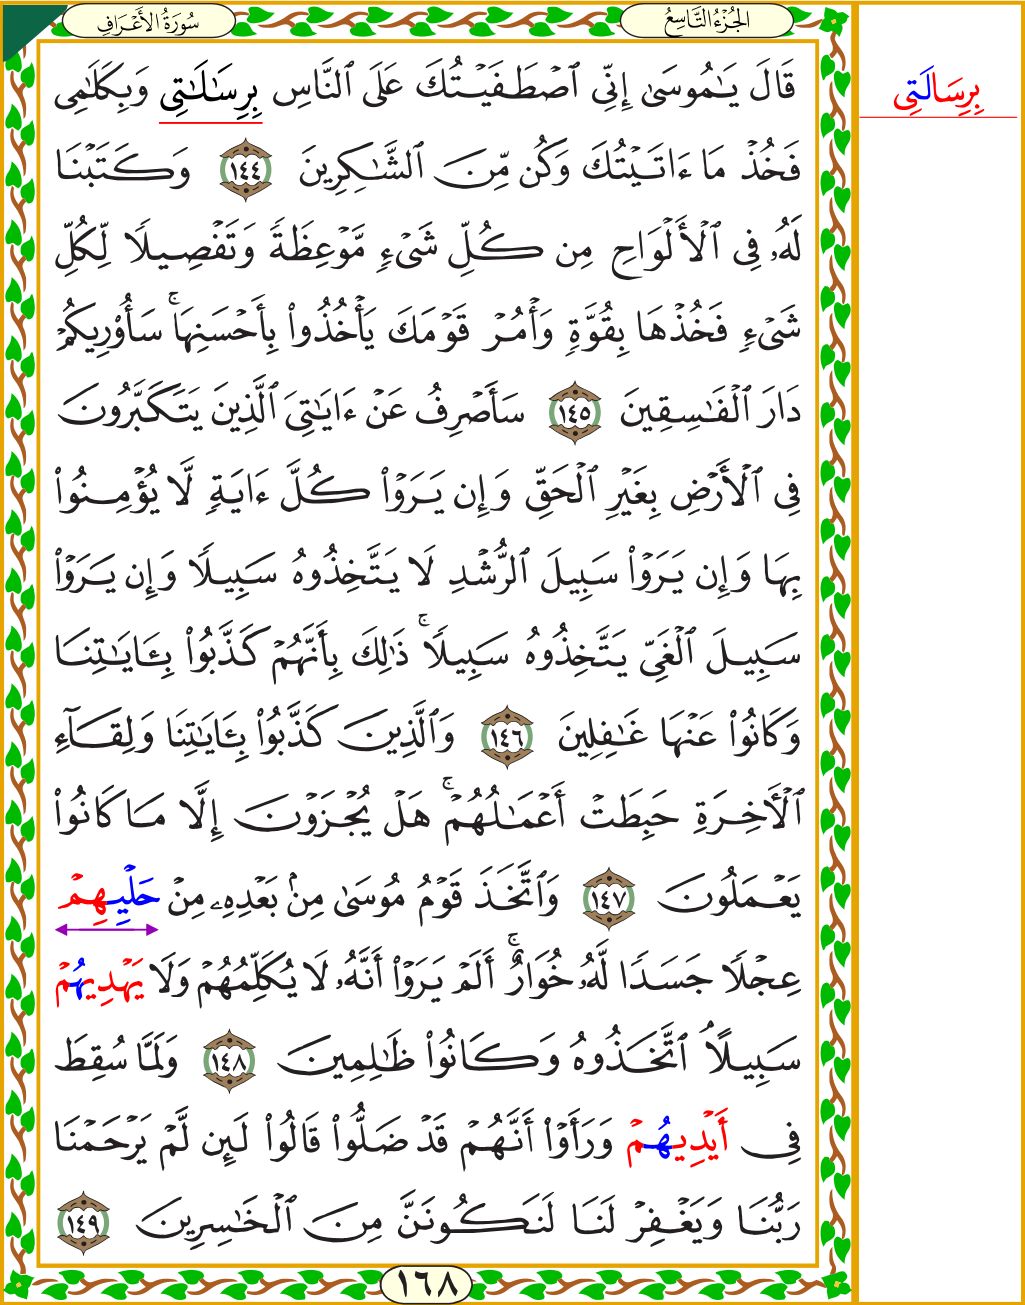 الجُزْءُ التَّاسِعُ
سُورَةُ الأَعْرَافِ
قَالَ يَٰمُوسَىٰٓ إِنِّي ٱصۡطَفَيۡتُكَ عَلَى ٱلنَّاسِ بِرِسَٰلَٰتِي وَبِكَلَٰمِي
بِرِسَالَتِي
فَخُذۡ مَآ ءَاتَيۡتُكَ وَكُن مِّنَ ٱلشَّٰكِرِينَ ١٤٤ وَكَتَبۡنَا
لَهُۥ فِي ٱلۡأَلۡوَاحِ مِن كُلِّ شَيۡءٖ مَّوۡعِظَةٗ وَتَفۡصِيلٗا لِّكُلِّ
شَيۡءٖ فَخُذۡهَا بِقُوَّةٖ وَأۡمُرۡ قَوۡمَكَ يَأۡخُذُواْ بِأَحۡسَنِهَاۚ سَأُوْرِيكُمۡ
دَارَ ٱلۡفَٰسِقِينَ ١٤٥ سَأَصۡرِفُ عَنۡ ءَايَٰتِيَ ٱلَّذِينَ يَتَكَبَّرُونَ
فِي ٱلۡأَرۡضِ بِغَيۡرِ ٱلۡحَقِّ وَإِن يَرَوۡاْ كُلَّ ءَايَةٖ لَّا يُؤۡمِنُواْ
بِهَا وَإِن يَرَوۡاْ سَبِيلَ ٱلرُّشۡدِ لَا يَتَّخِذُوهُ سَبِيلٗا وَإِن يَرَوۡاْ
سَبِيلَ ٱلۡغَيِّ يَتَّخِذُوهُ سَبِيلٗاۚ ذَٰلِكَ بِأَنَّهُمۡ كَذَّبُواْ بِـَٔايَٰتِنَا
وَكَانُواْ عَنۡهَا غَٰفِلِينَ ١٤٦ وَٱلَّذِينَ كَذَّبُواْ بِـَٔايَٰتِنَا وَلِقَآءِ
ٱلۡأٓخِرَةِ حَبِطَتۡ أَعۡمَٰلُهُمۡۚ هَلۡ يُجۡزَوۡنَ إِلَّا مَا كَانُواْ
يَعۡمَلُونَ ١٤٧ وَٱتَّخَذَ قَوۡمُ مُوسَىٰ مِنۢ بَعۡدِهِۦ مِنۡ حَلۡيِهِمۡ
عِجۡلٗا جَسَدٗا لَّهُۥ خُوَارٌۚ أَلَمۡ يَرَوۡاْ أَنَّهُۥ لَا يُكَلِّمُهُمۡ وَلَا يَهۡدِيهُمۡ
سَبِيلًاۘ ٱتَّخَذُوهُ وَكَانُواْ ظَٰلِمِينَ ١٤٨ وَلَمَّا سُقِطَ
فِيٓ أَيۡدِيهُمۡ وَرَأَوۡاْ أَنَّهُمۡ قَدۡ ضَلُّواْ قَالُواْ لَئِن لَّمۡ يَرۡحَمۡنَا
رَبُّنَا وَيَغۡفِرۡ لَنَا لَنَكُونَنَّ مِنَ ٱلۡخَٰسِرِينَ ١٤٩
١٦٨